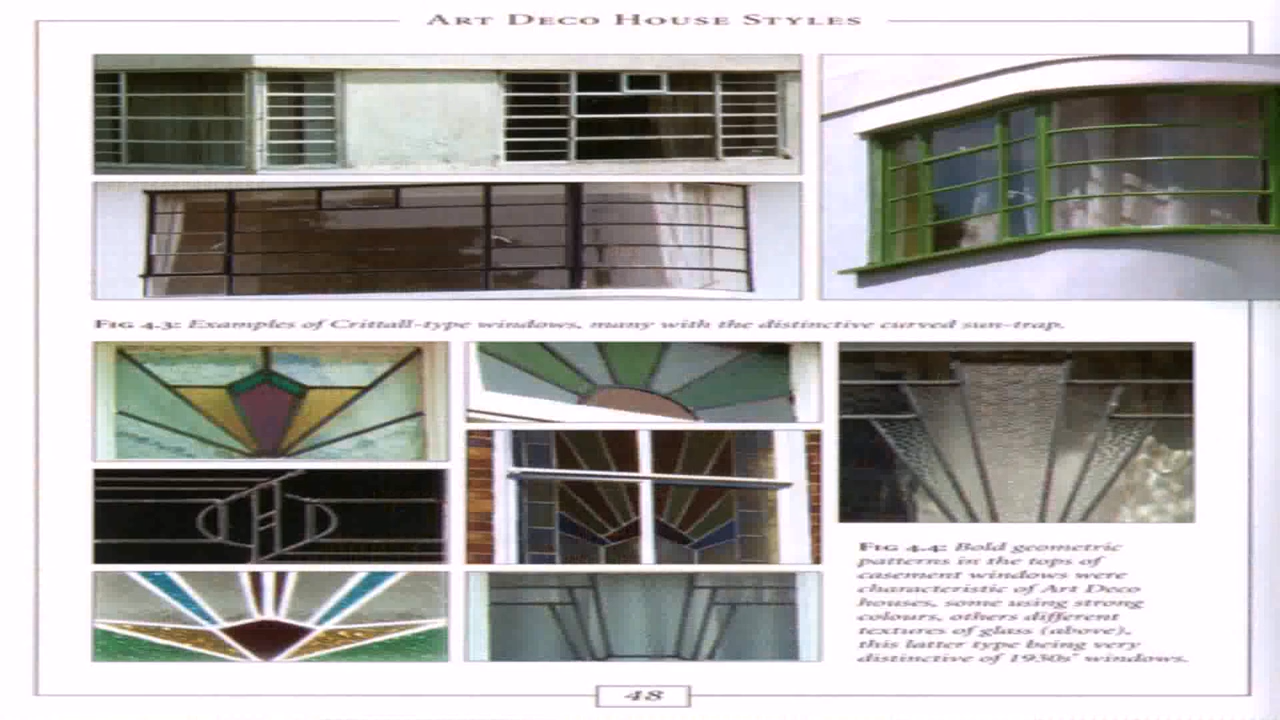 ART DECO HOUSE STYLES
FIG 4.3: Examples of Crittall-type windows, many with the distinctive curved sun-trap.
FIG 4.4: Bold geometric
patterns in the tops of
casement windows were
characteristic of Art Deco
houses, some using strong
colours, others different
textures of glass (above),
this latter type being very
distinctive of 1930s' windows.
48